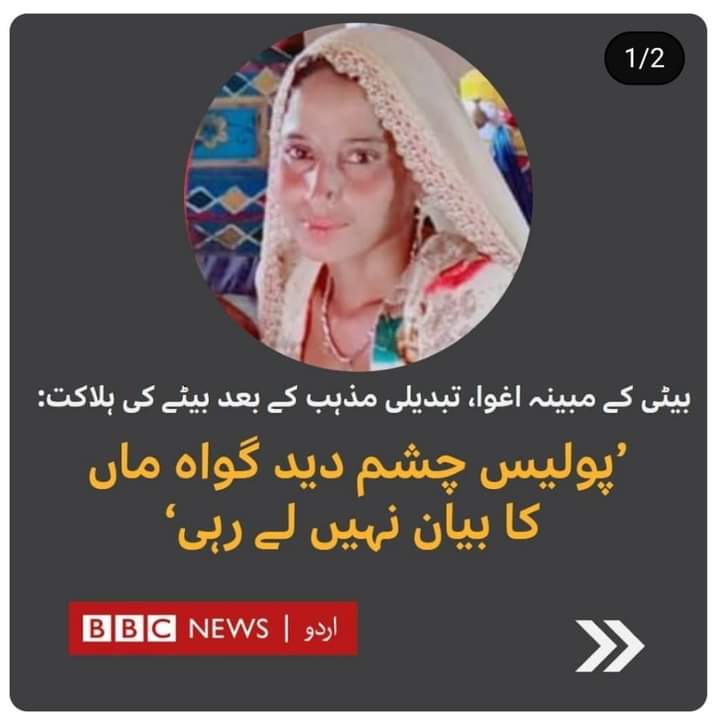 1/2
بیٹی کے مبینہ اغوا، تبدیلی مذہب کے بعد بیٹے کی ہلاکت:
’پولیس چشم دید گواہ ماں
کا بیان نہیں لے رہی‘
BBC NEWS | اردو